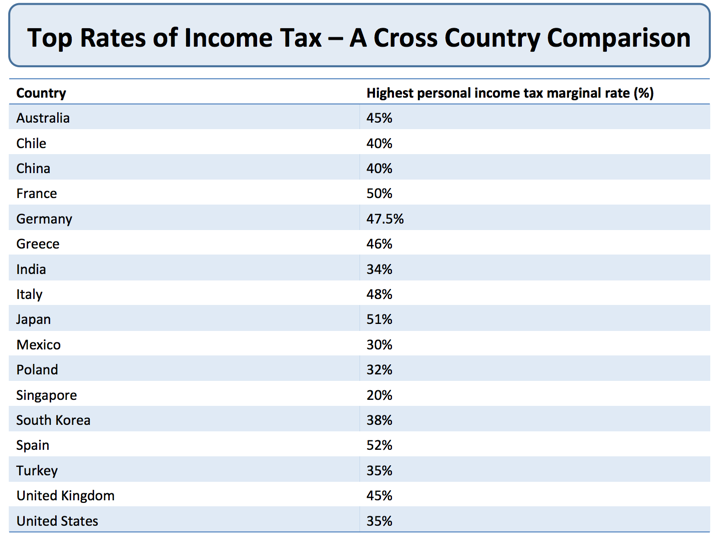 Top Rates of Income Tax – A Cross Country Comparison
Country Highest personal income tax marginal rate (%)
Australia 45%
Chile 40%
China 40%
France 50%
Germany 47.5%
Greece 46%
India 34%
Italy 48%
Japan 51%
Mexico 30%
Poland 32%
Singapore 20%
South Korea 38%
Spain 52%
Turkey 35%
United Kingdom 45%
United States 35%